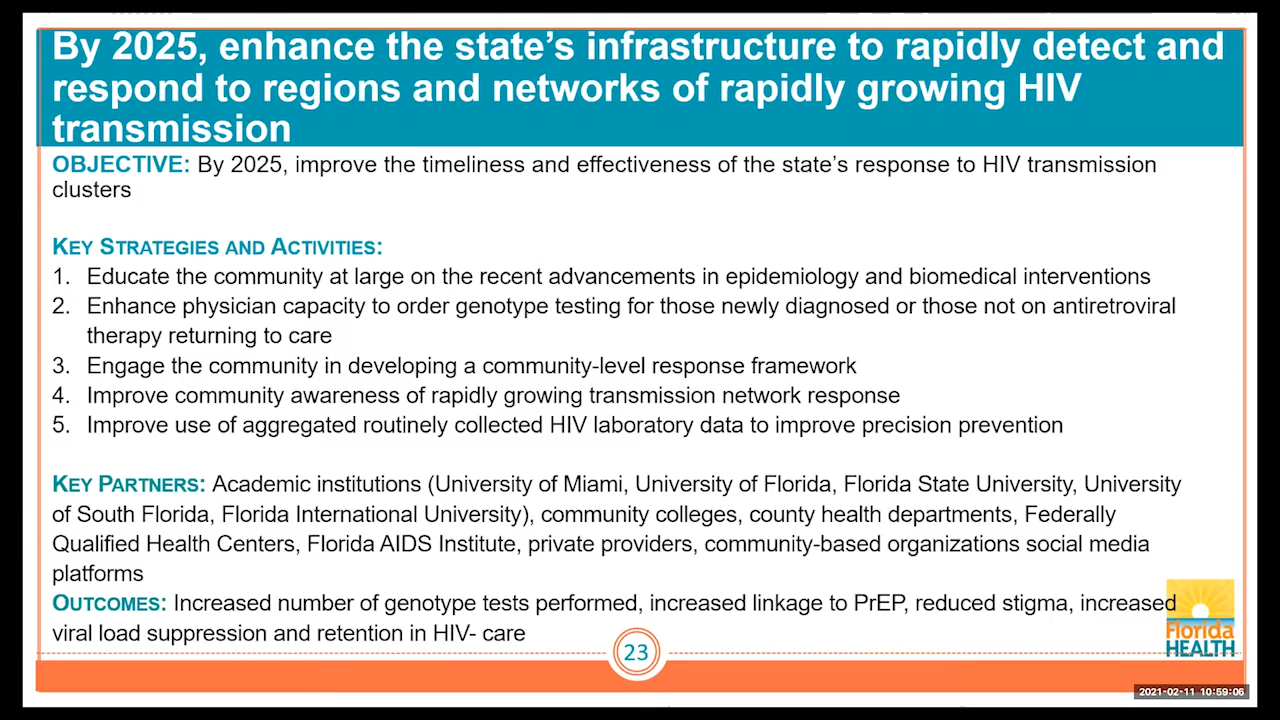 By 2025, enhance the state’s infrastructure to rapidly detect and
respond to regions and networks of rapidly growing HIV
transmission
OBJECTIVE: By 2025, improve the timeliness and effectiveness of the state’s response to HIV transmission
clusters
KEY STRATEGIES AND ACTIVITIES:
1. Educate the community at large on the recent advancements in epidemiology and biomedical interventions
2. Enhance physician capacity to order genotype testing for those newly diagnosed or those not on antiretroviral
therapy returning to care
3. Engage the community in developing a community-level response framework
4. Improve community awareness of rapidly growing transmission network response
5. Improve use of aggregated routinely collected HIV laboratory data to improve precision prevention
KEY PARTNERS: Academic institutions (University of Miami, University of Florida, Florida State University, University
of South Florida, Florida International University), community colleges, county health departments, Federally
Qualified Health Centers, Florida AIDS Institute, private providers, community-based organizations social media
platforms
OUTCOMES: Increased number of genotype tests performed, increased linkage to PrEP, reduced stigma, increased
viral load suppression and retention in HIV- care
23
Florida
HEALTH
2021-02-11 10:59:06